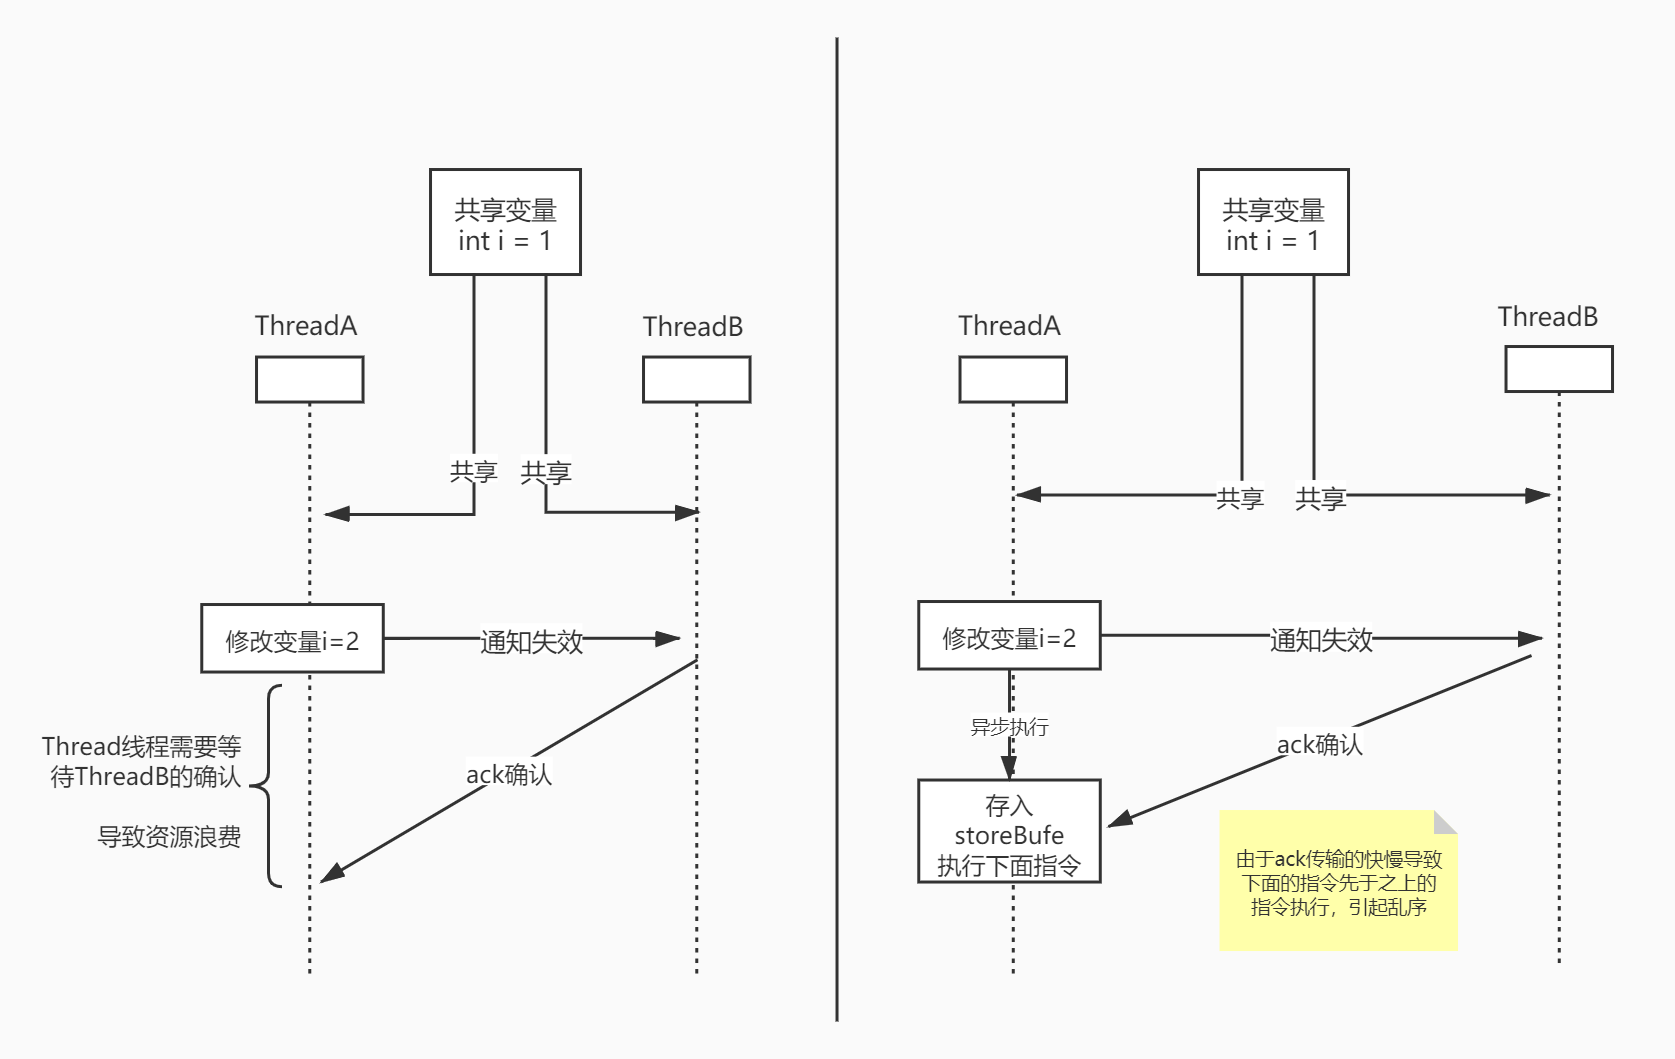 共享变量
int i = 1
ThreadA
ThreadB
共享
共享
修改变量i=2
通知失效
Thread线程需要等
待ThreadB的确认
导致资源浪费
ack确认
共享变量
int i = 1
ThreadA
ThreadB
共享
共享
修改变量i=2
通知失效
异步执行
ack确认
存入
storeBufe
执行下面指令
由于ack传输的快慢导致
下面的指令先于之上的
指令执行，引起乱序